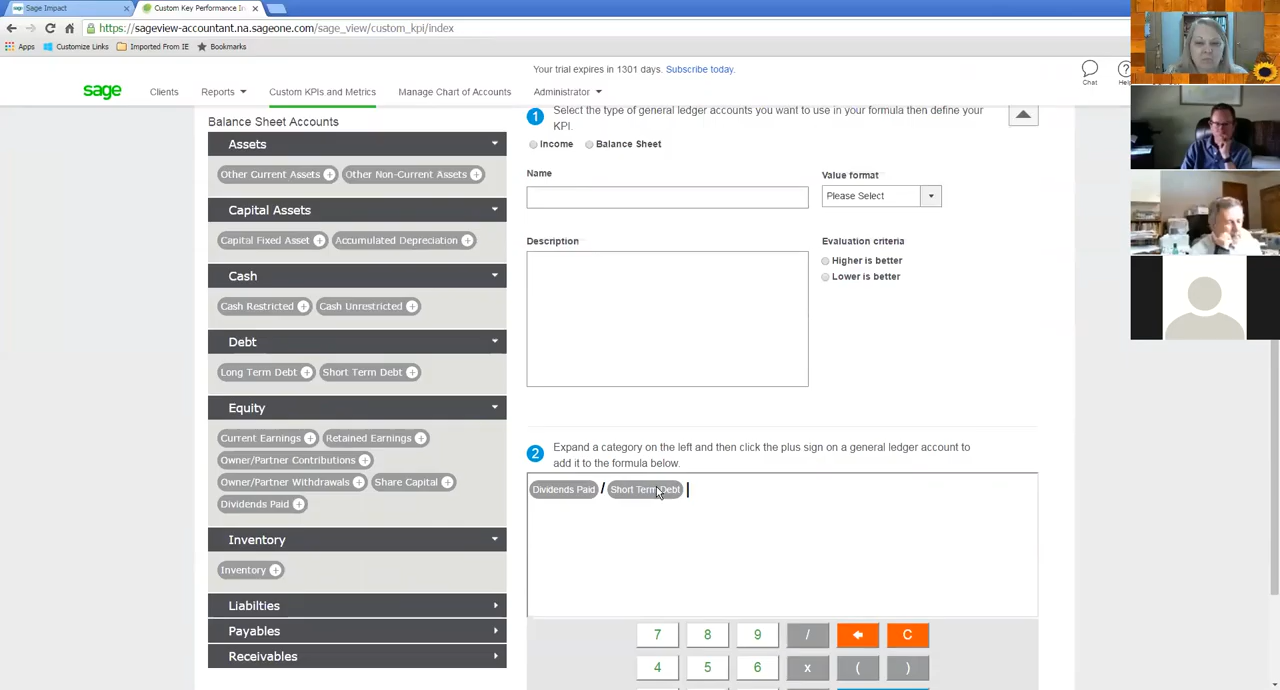 Sage Impact
Custom Key Performance In
https://sageview-accountant.na.sageone.com/sage_view/custom_kpi/index
Apps Customize Links Imported From IE Bookmarks
Your trial expires in 1301 days. Subscribe today.
sage
Clients Reports Custom KPIs and Metrics Manage Chart of Accounts Administrator
Chat
Help
Balance Sheet Accounts
Assets
Other Current Assets + Other Non-Current Assets +
Capital Assets
Capital Fixed Asset + Accumulated Depreciation +
Cash
Cash Restricted + Cash Unrestricted +
Debt
Long Term Debt + Short Term Debt +
Equity
Current Earnings + Retained Earnings +
Owner/Partner Contributions +
Owner/Partner Withdrawals + Share Capital +
Dividends Paid +
Inventory
Inventory +
Liabilties
Payables
Receivables
1 Select the type of general ledger accounts you want to use in your formula then define your
KPI.
Income Balance Sheet
Name
Value format
Please Select
Description
Evaluation criteria
Higher is better
Lower is better
2 Expand a category on the left and then click the plus sign on a general ledger account to
add it to the formula below.
Dividends Paid / Short Term Debt
7 8 9 / C
4 5 6 x ( )